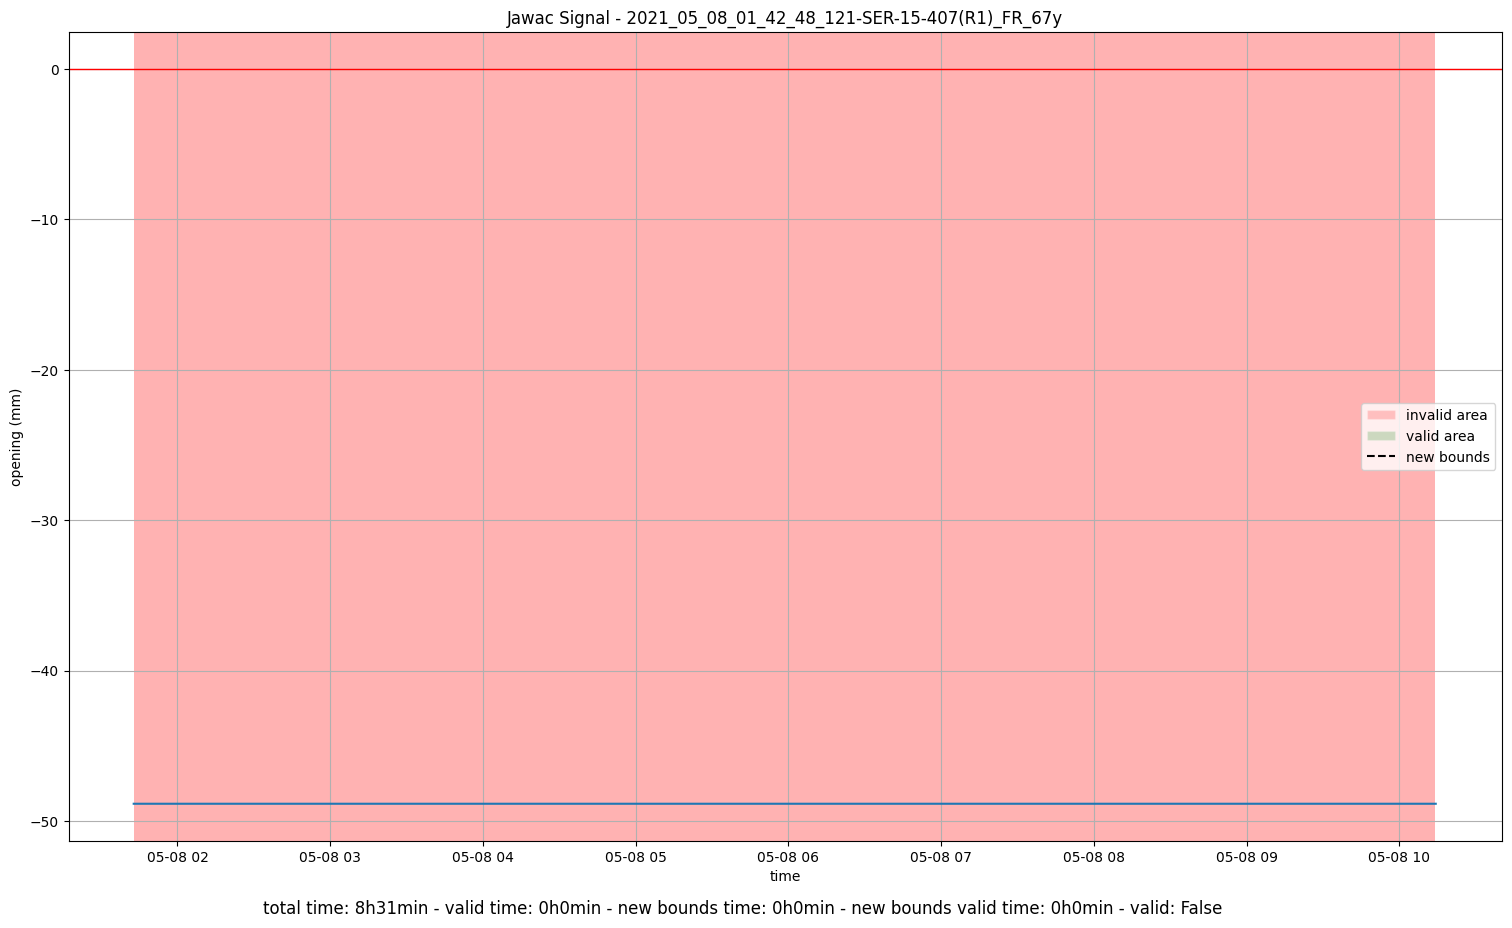 Jawac Signal - 2021_05_08_01_42_48_121-SER-15-407(R1)_FR_67y
0
−10
−20
−30
−40
−50
opening (mm)
invalid area
valid area
new bounds
05-08 02 05-08 03 05-08 04 05-08 05 05-08 06 05-08 07 05-08 08 05-08 09 05-08 10
time
total time: 8h31min - valid time: 0h0min - new bounds time: 0h0min - new bounds valid time: 0h0min - valid: False